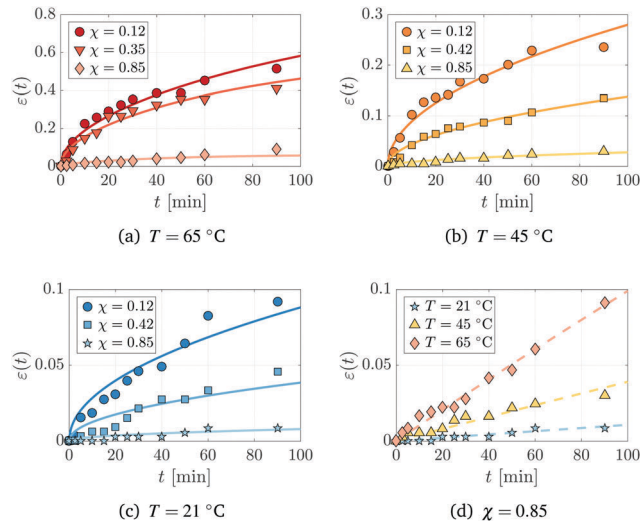 0.8
0.6
0.4
0.2
0
ε(t)
χ = 0.12
χ = 0.35
χ = 0.85
0 20 40 60 80 100
t [min]
(a) T = 65 °C
0.3
0.2
0.1
0
ε(t)
χ = 0.12
χ = 0.42
χ = 0.85
0 20 40 60 80 100
t [min]
(b) T = 45 °C
0.1
0.05
0
ε(t)
χ = 0.12
χ = 0.42
χ = 0.85
0 20 40 60 80 100
t [min]
(c) T = 21 °C
0.1
0.05
0
ε(t)
T = 21 °C
T = 45 °C
T = 65 °C
0 20 40 60 80 100
t [min]
(d) χ = 0.85